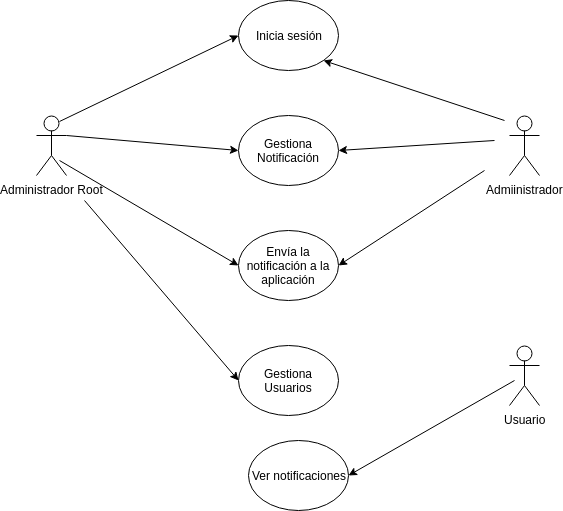 Inicia sesión
Gestiona
Notificación
Administrador Root
Admiinistrador
Envía la
notificación a la
aplicación
Gestiona
Usuarios
Usuario
Ver notificaciones